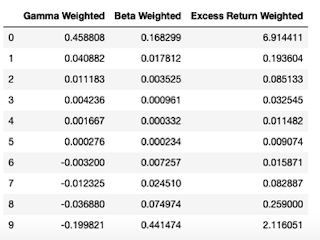 Gamma Weighted Beta Weighted Excess Return Weighted
0 0.458808 0.168299 6.914411
1 0.040882 0.017812 0.193604
2 0.011183 0.003525 0.085133
3 0.004236 0.000961 0.032545
4 0.001667 0.000332 0.011482
5 0.000276 0.000234 0.009074
6 -0.003200 0.007257 0.015871
7 -0.012325 0.024510 0.082887
8 -0.036880 0.074974 0.259000
9 -0.199821 0.441474 2.116051